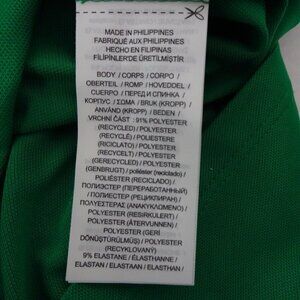 MADE IN PHILIPPINES
FABRIQUÉ AUX PHILIPPINES
HECHO EN FILIPINAS
FİLİPİNLER'DE ÜRETİLMİŞTİR
BODY / CORPS / CORPO /
OBERTEIL / ROMP / HOVEDDEL /
CUERPO / ПЕРЕД И СПИНКА /
КОРПУС / ΣΩΜΑ / BRUK (KROPP) /
ANVÄND (KROPP) / BEDEN /
VRCHNÍ ČÁST : 91% POLYESTER
(RECYCLED) / POLYESTER
(RECYCLÉ) / POLIESTERE
(RICICLATO) / POLYESTER
(RECYCELT) / POLYESTER
(GERECYCLED) / POLYESTER
(GENBRUGT) / poliéster (reciclado) /
POLIÉSTER (RECICLADO) /
ПОЛИЭСТЕР (ПЕРЕРАБОТАННЫЙ)
/ ПОЛИЕСТЕР (РЕЦИКЛИРАН) /
ΠΟΛΥΕΣΤΕΡΑΣ (ΑΝΑΚΥΚΛΩΜΕΝΟ) /
POLYESTER (RESIRKULERT) /
POLYESTER (ÅTERVUNNEN) /
POLYESTER (GERİ
DÖNÜŞTÜRÜLMÜŞ) / POLYESTER
(RECYKLOVANÝ)
9% ELASTANE / ÉLASTHANNE /
ELASTAN / ELASTAAN / ELASTHAN /